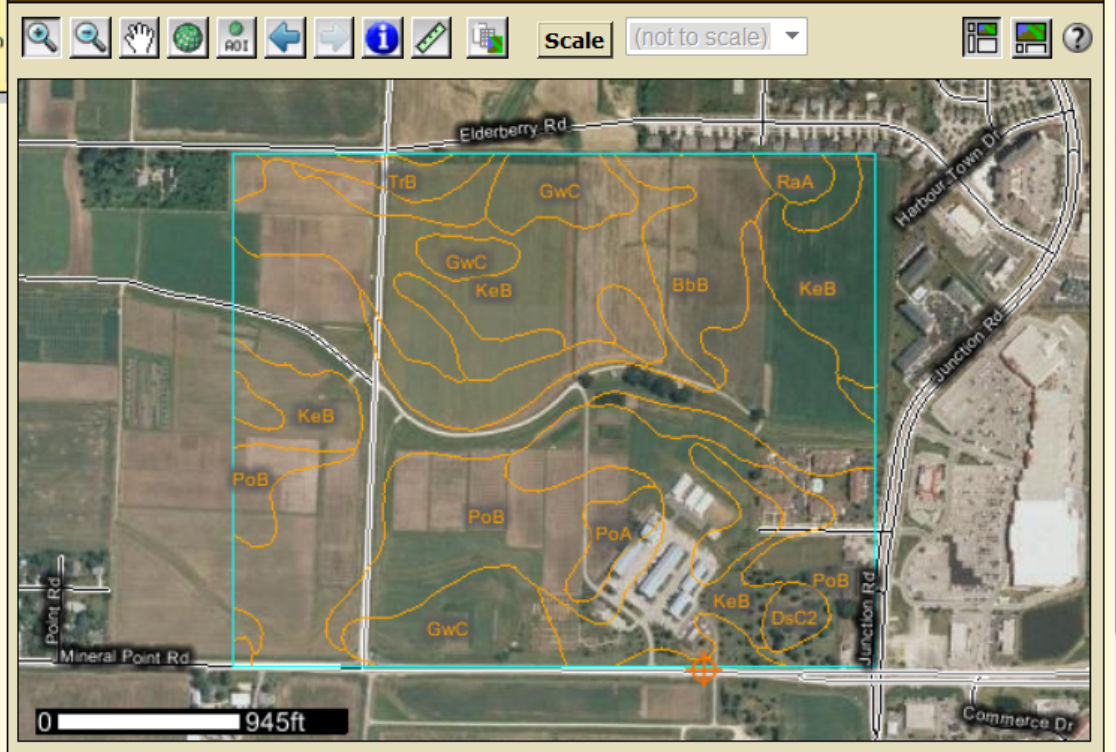 AOI
Scale
(not to scale)
?
Elderberry Rd
Harbour Town Dr
TrB
GwC
RaA
GwC
KeB
BbB
KeB
Junction Rd
KeB
PoB
PoB
PoA
PoB
KeB
DsC2
GwC
Point Rd
Junction Rd
Mineral Point Rd
0 945ft
Commerce Dr